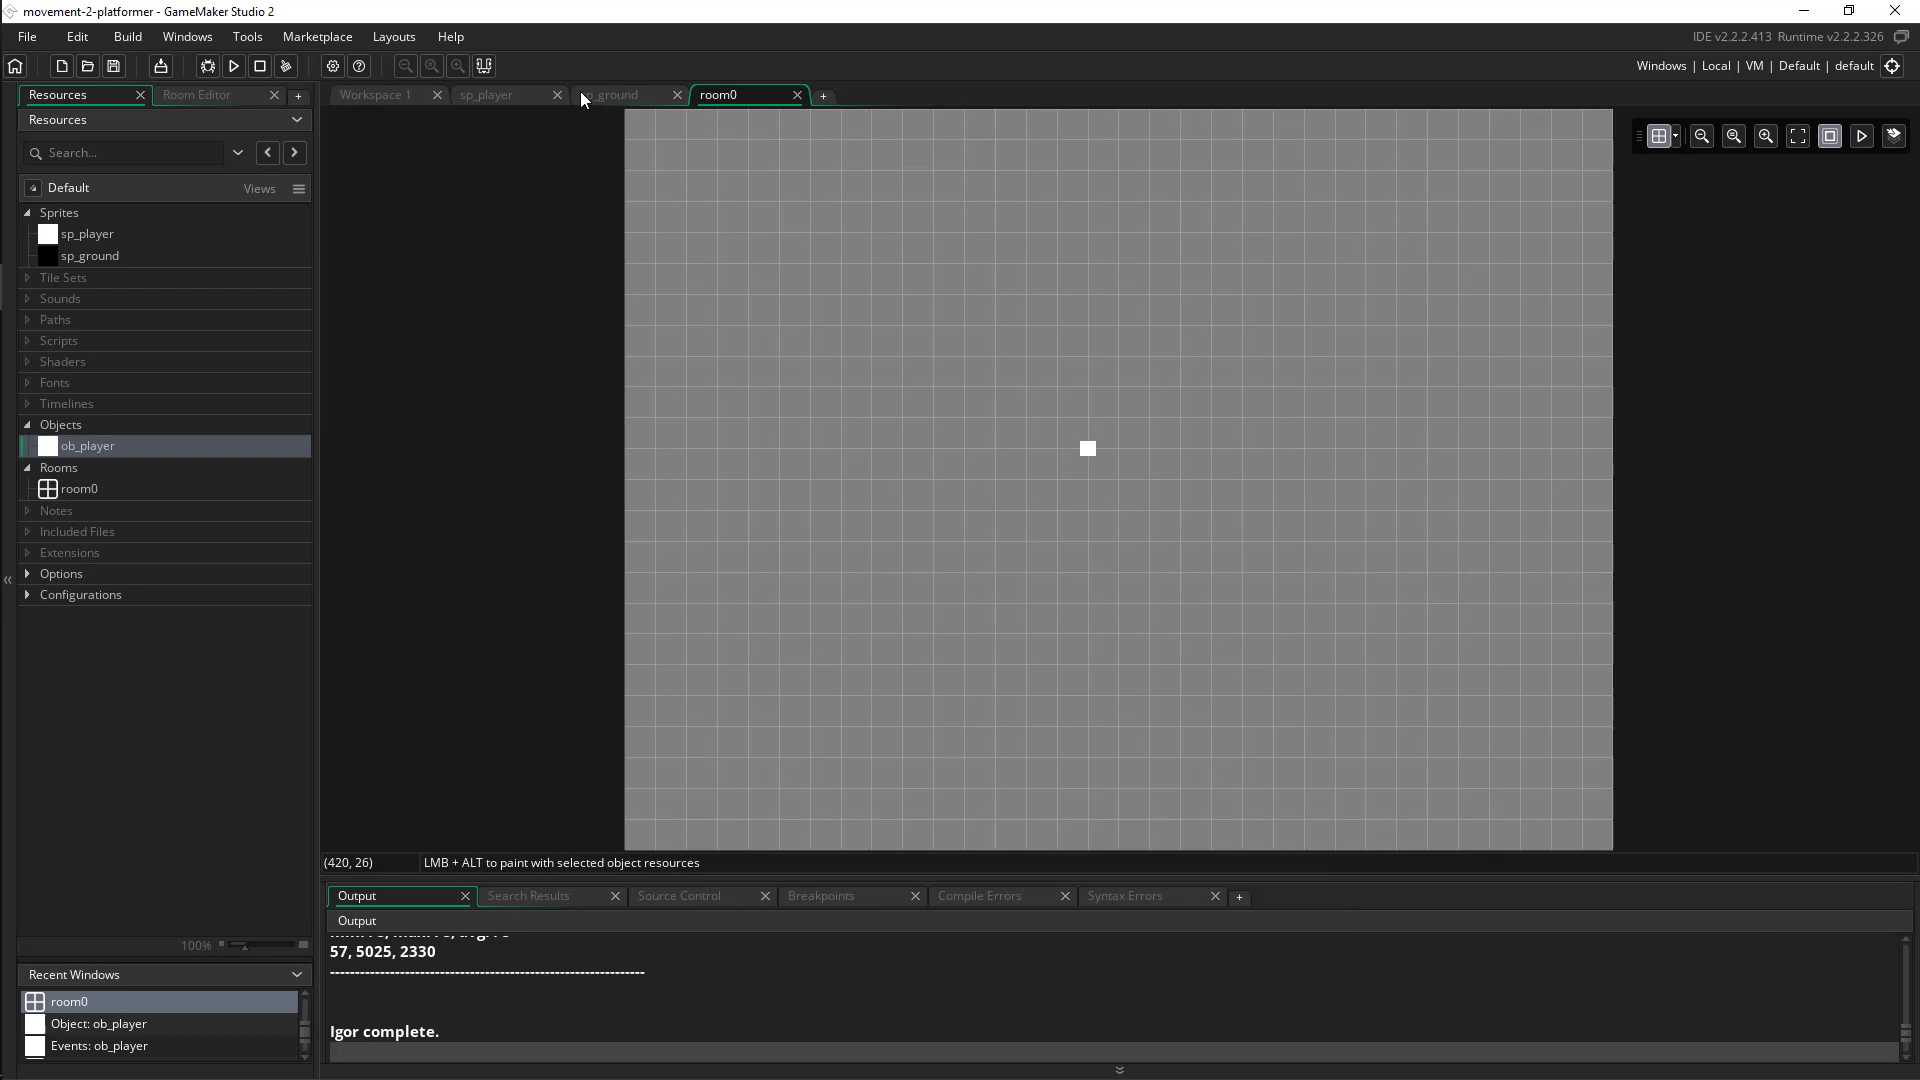 movement-2-platformer - GameMaker Studio 2
File Edit Build Windows Tools Marketplace Layouts Help
IDE v2.2.2.413 Runtime v2.2.2.326
Windows | Local | VM | Default | default
Resources Room Editor
Workspace 1 sp_player room0
Resources
Search...
Default Views
Sprites
sp_player
sp_ground
Tile Sets
Sounds
Paths
Scripts
Shaders
Fonts
Timelines
Objects
ob_player
Rooms
room0
Notes
Included Files
Extensions
Options
Configurations
100%
Recent Windows
room0
Object: ob_player
Events: ob_player
(420, 26) LMB + ALT to paint with selected object resources
Output Search Results Source Control Breakpoints Compile Errors Syntax Errors
Output
57, 5025, 2330
---------------------------------------------------------------
Igor complete.